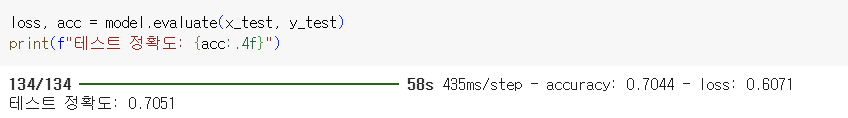 loss, acc = model.evaluate(x_test, y_test)
print(f"테스트 정확도: {acc:.4f}")
134/134 58s 435ms/step - accuracy: 0.7044 - loss: 0.6071
테스트 정확도: 0.7051